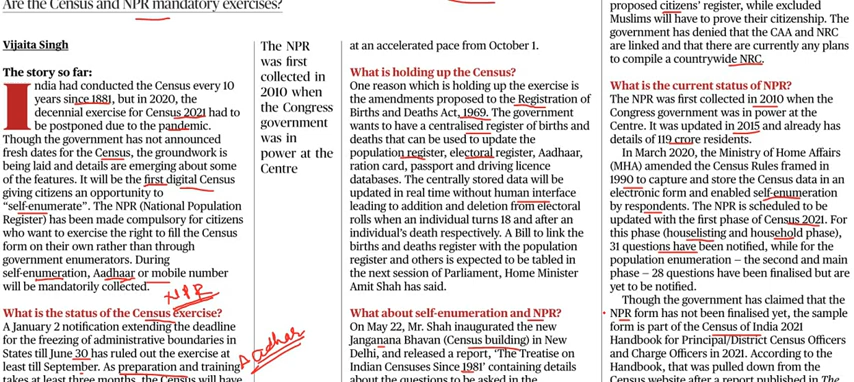 Are the Census and NPR mandatory exercises?
Vijaita Singh
The story so far:
India had conducted the Census every 10
years since 1881, but in 2020, the
decennial exercise for Census 2021 had to
be postponed due to the pandemic.
Though the government has not announced
fresh dates for the Census, the groundwork is
being laid and details are emerging about some
of the features. It will be the first digital Census
giving citizens an opportunity to
“self-enumerate”. The NPR (National Population
Register) has been made compulsory for citizens
who want to exercise the right to fill the Census
form on their own rather than through
government enumerators. During
self-enumeration, Aadhaar or mobile number
will be mandatorily collected.
NPR
What is the status of the Census exercise?
A January 2 notification extending the deadline
for the freezing of administrative boundaries in
States till June 30 has ruled out the exercise at
least till September. As preparation and training
takes at least three months, the Census will have
Aadhar
The NPR
was first
collected in
2010 when
the Congress
government
was in
power at the
Centre
at an accelerated pace from October 1.
What is holding up the Census?
One reason which is holding up the exercise is
the amendments proposed to the Registration of
Births and Deaths Act, 1969. The government
wants to have a centralised register of births and
deaths that can be used to update the
population register, electoral register, Aadhaar,
ration card, passport and driving licence
databases. The centrally stored data will be
updated in real time without human interface
leading to addition and deletion from electoral
rolls when an individual turns 18 and after an
individual’s death respectively. A Bill to link the
births and deaths register with the population
register and others is expected to be tabled in
the next session of Parliament, Home Minister
Amit Shah has said.
What about self-enumeration and NPR?
On May 22, Mr. Shah inaugurated the new
Janganana Bhavan (Census building) in New
Delhi, and released a report, ‘The Treatise on
Indian Censuses Since 1981’ containing details
about the questions to be asked in the
proposed citizens’ register, while excluded
Muslims will have to prove their citizenship. The
government has denied that the CAA and NRC
are linked and that there are currently any plans
to compile a countrywide NRC.
What is the current status of NPR?
The NPR was first collected in 2010 when the
Congress government was in power at the
Centre. It was updated in 2015 and already has
details of 119 crore residents.
In March 2020, the Ministry of Home Affairs
(MHA) amended the Census Rules framed in
1990 to capture and store the Census data in an
electronic form and enabled self-enumeration
by respondents. The NPR is scheduled to be
updated with the first phase of Census 2021. For
this phase (houselisting and household phase),
31 questions have been notified, while for the
population enumeration – the second and main
phase – 28 questions have been finalised but are
yet to be notified.
Though the government has claimed that the
NPR form has not been finalised yet, the sample
form is part of the Census of India 2021
Handbook for Principal/District Census Officers
and Charge Officers in 2021. According to the
Handbook, that was pulled down from the
Census website after a report published in The